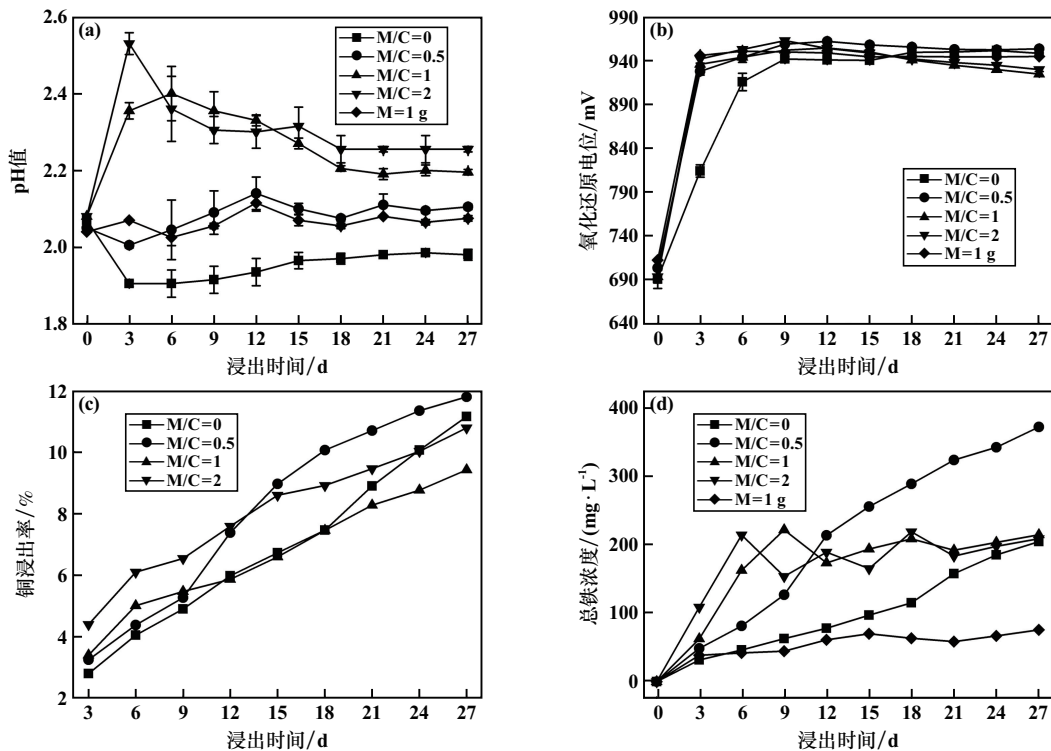 (a)
M/C=0
M/C=0.5
M/C=1
M/C=2
M=1 g
2.6
2.4
2.2
2.0
1.8
pH值
0 3 6 9 12 15 18 21 24 27
浸出时间/d
(b)
M/C=0
M/C=0.5
M/C=1
M/C=2
M=1 g
990
940
890
840
790
740
690
640
氧化还原电位/mV
0 3 6 9 12 15 18 21 24 27
浸出时间/d
(c)
M/C=0
M/C=0.5
M/C=1
M/C=2
12
10
8
6
4
2
铜浸出率/%
3 6 9 12 15 18 21 24 27
浸出时间/d
(d)
M/C=0
M/C=0.5
M/C=1
M/C=2
M=1 g
400
300
200
100
0
总铁浓度/(mg·L⁻¹)
0 3 6 9 12 15 18 21 24 27
浸出时间/d